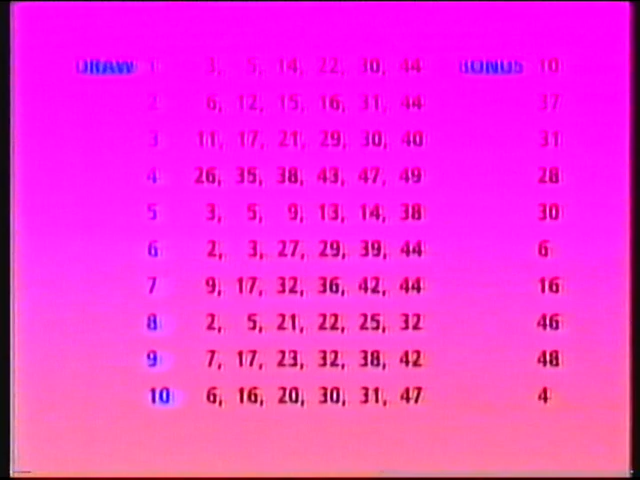 DRAW 1 3, 5, 14, 22, 30, 44 BONUS 10
2 6, 12, 15, 16, 31, 44 37
3 11, 17, 21, 29, 30, 40 31
4 26, 35, 38, 43, 47, 49 28
5 3, 5, 9, 13, 14, 38 30
6 2, 3, 27, 29, 39, 44 6
7 9, 17, 32, 36, 42, 44 16
8 2, 5, 21, 22, 25, 32 46
9 7, 17, 23, 32, 38, 42 48
10 6, 16, 20, 30, 31, 47 4